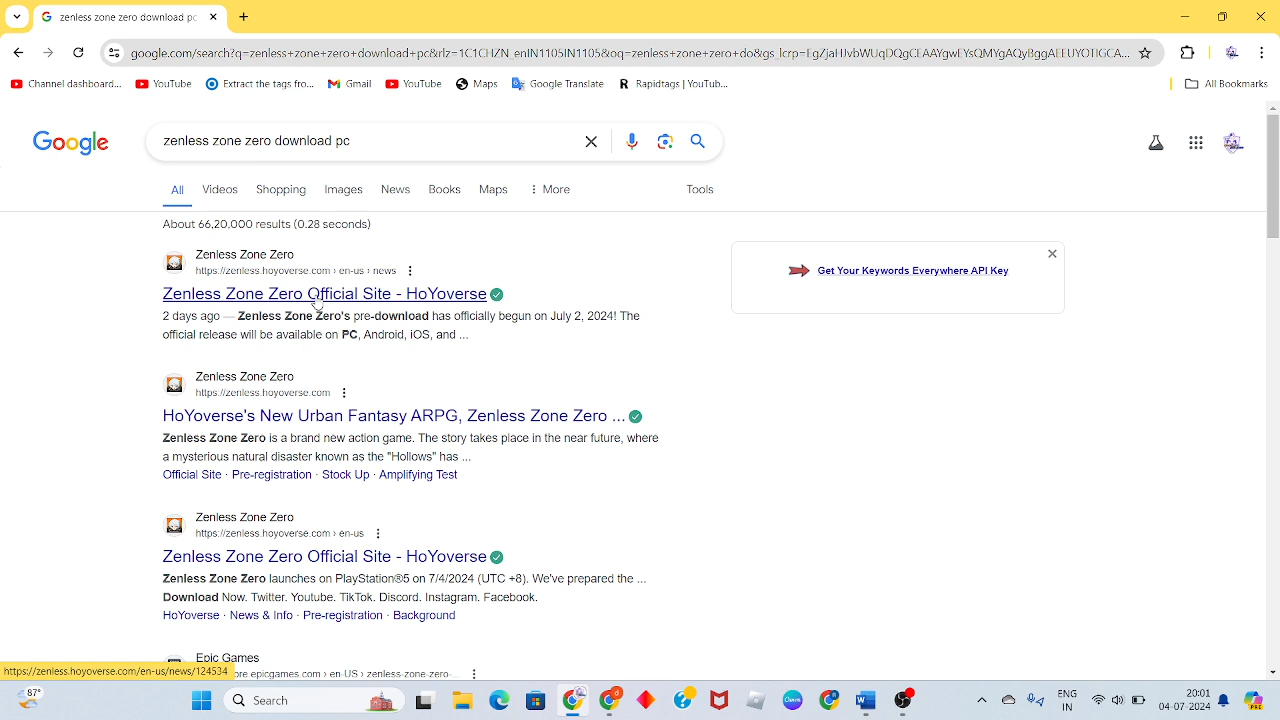 zenless zone zero download pc
google.com/search?q=zenless+zone+zero+download+pc&rlz=1C1CHZN_enIN1105IN1105&oq=zenless+zone+zero+do&gs_lcrp=
Channel dashboard... YouTube Extract the tags fro... Gmail YouTube Maps Google Translate Rapidtags | YouTu... All Bookmarks
Google zenless zone zero download pc
All Videos Shopping Images News Books Maps More Tools
About 66,20,000 results (0.28 seconds)
Zenless Zone Zero
https://zenless.hoyoverse.com › en-us › news
Zenless Zone Zero Official Site - HoYoverse
2 days ago — Zenless Zone Zero's pre-download has officially begun on July 2, 2024! The
official release will be available on PC, Android, iOS, and ...
Get Your Keywords Everywhere API Key
Zenless Zone Zero
https://zenless.hoyoverse.com
HoYoverse's New Urban Fantasy ARPG, Zenless Zone Zero ...
Zenless Zone Zero is a brand new action game. The story takes place in the near future, where
a mysterious natural disaster known as the "Hollows" has ...
Official Site · Pre-registration · Stock Up · Amplifying Test
Zenless Zone Zero
https://zenless.hoyoverse.com › en-us
Zenless Zone Zero Official Site - HoYoverse
Zenless Zone Zero launches on PlayStation®5 on 7/4/2024 (UTC +8). We've prepared the ...
Download Now. Twitter. Youtube. TikTok. Discord. Instagram. Facebook.
HoYoverse · News & Info · Pre-registration · Background
Epic Games
ore epicgames.com › en-US › zenless-zone-zero-...
https://zenless.hoyoverse.com/en-us/news/124534
87°
Search
ENG
IN
20:01
04-07-2024